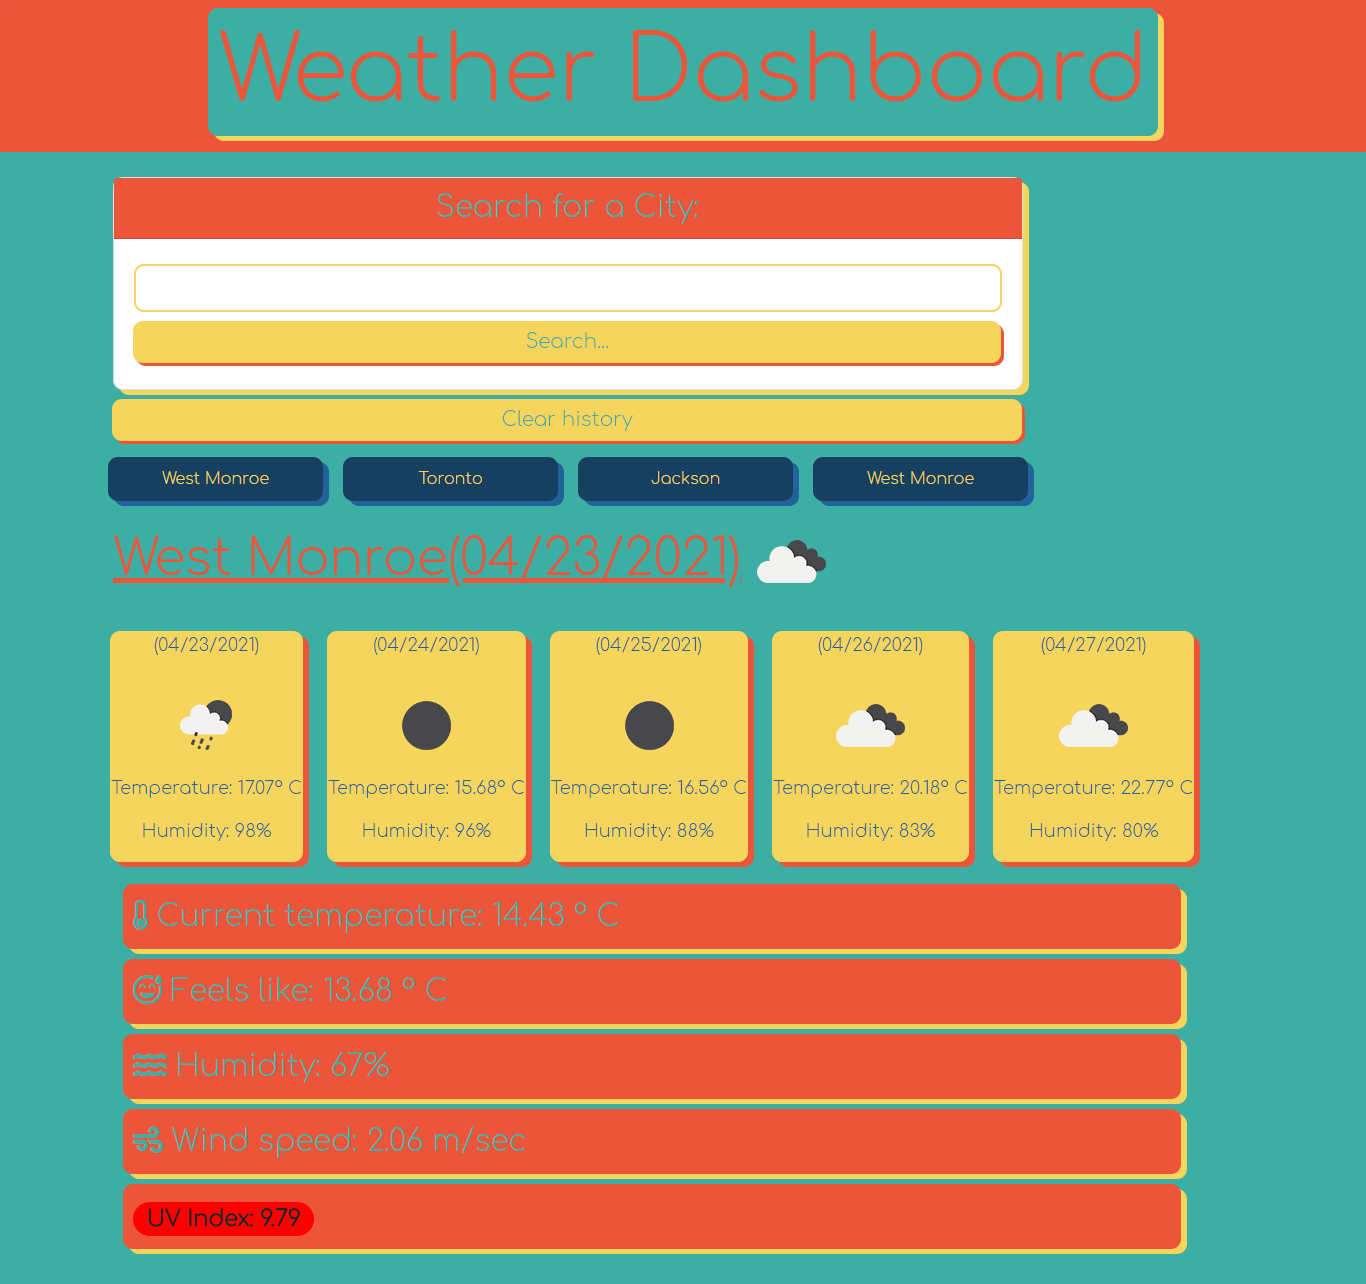 Weather Dashboard
Search for a City:
Search...
Clear history
West Monroe
Toronto
Jackson
West Monroe
West Monroe(04/23/2021)
(04/23/2021)
Temperature: 17.07° C
Humidity: 98%
(04/24/2021)
Temperature: 15.68° C
Humidity: 96%
(04/25/2021)
Temperature: 16.56° C
Humidity: 88%
(04/26/2021)
Temperature: 20.18° C
Humidity: 83%
(04/27/2021)
Temperature: 22.77° C
Humidity: 80%
Current temperature: 14.43 ° C
Feels like: 13.68 ° C
Humidity: 67%
Wind speed: 2.06 m/sec
UV Index: 9.79